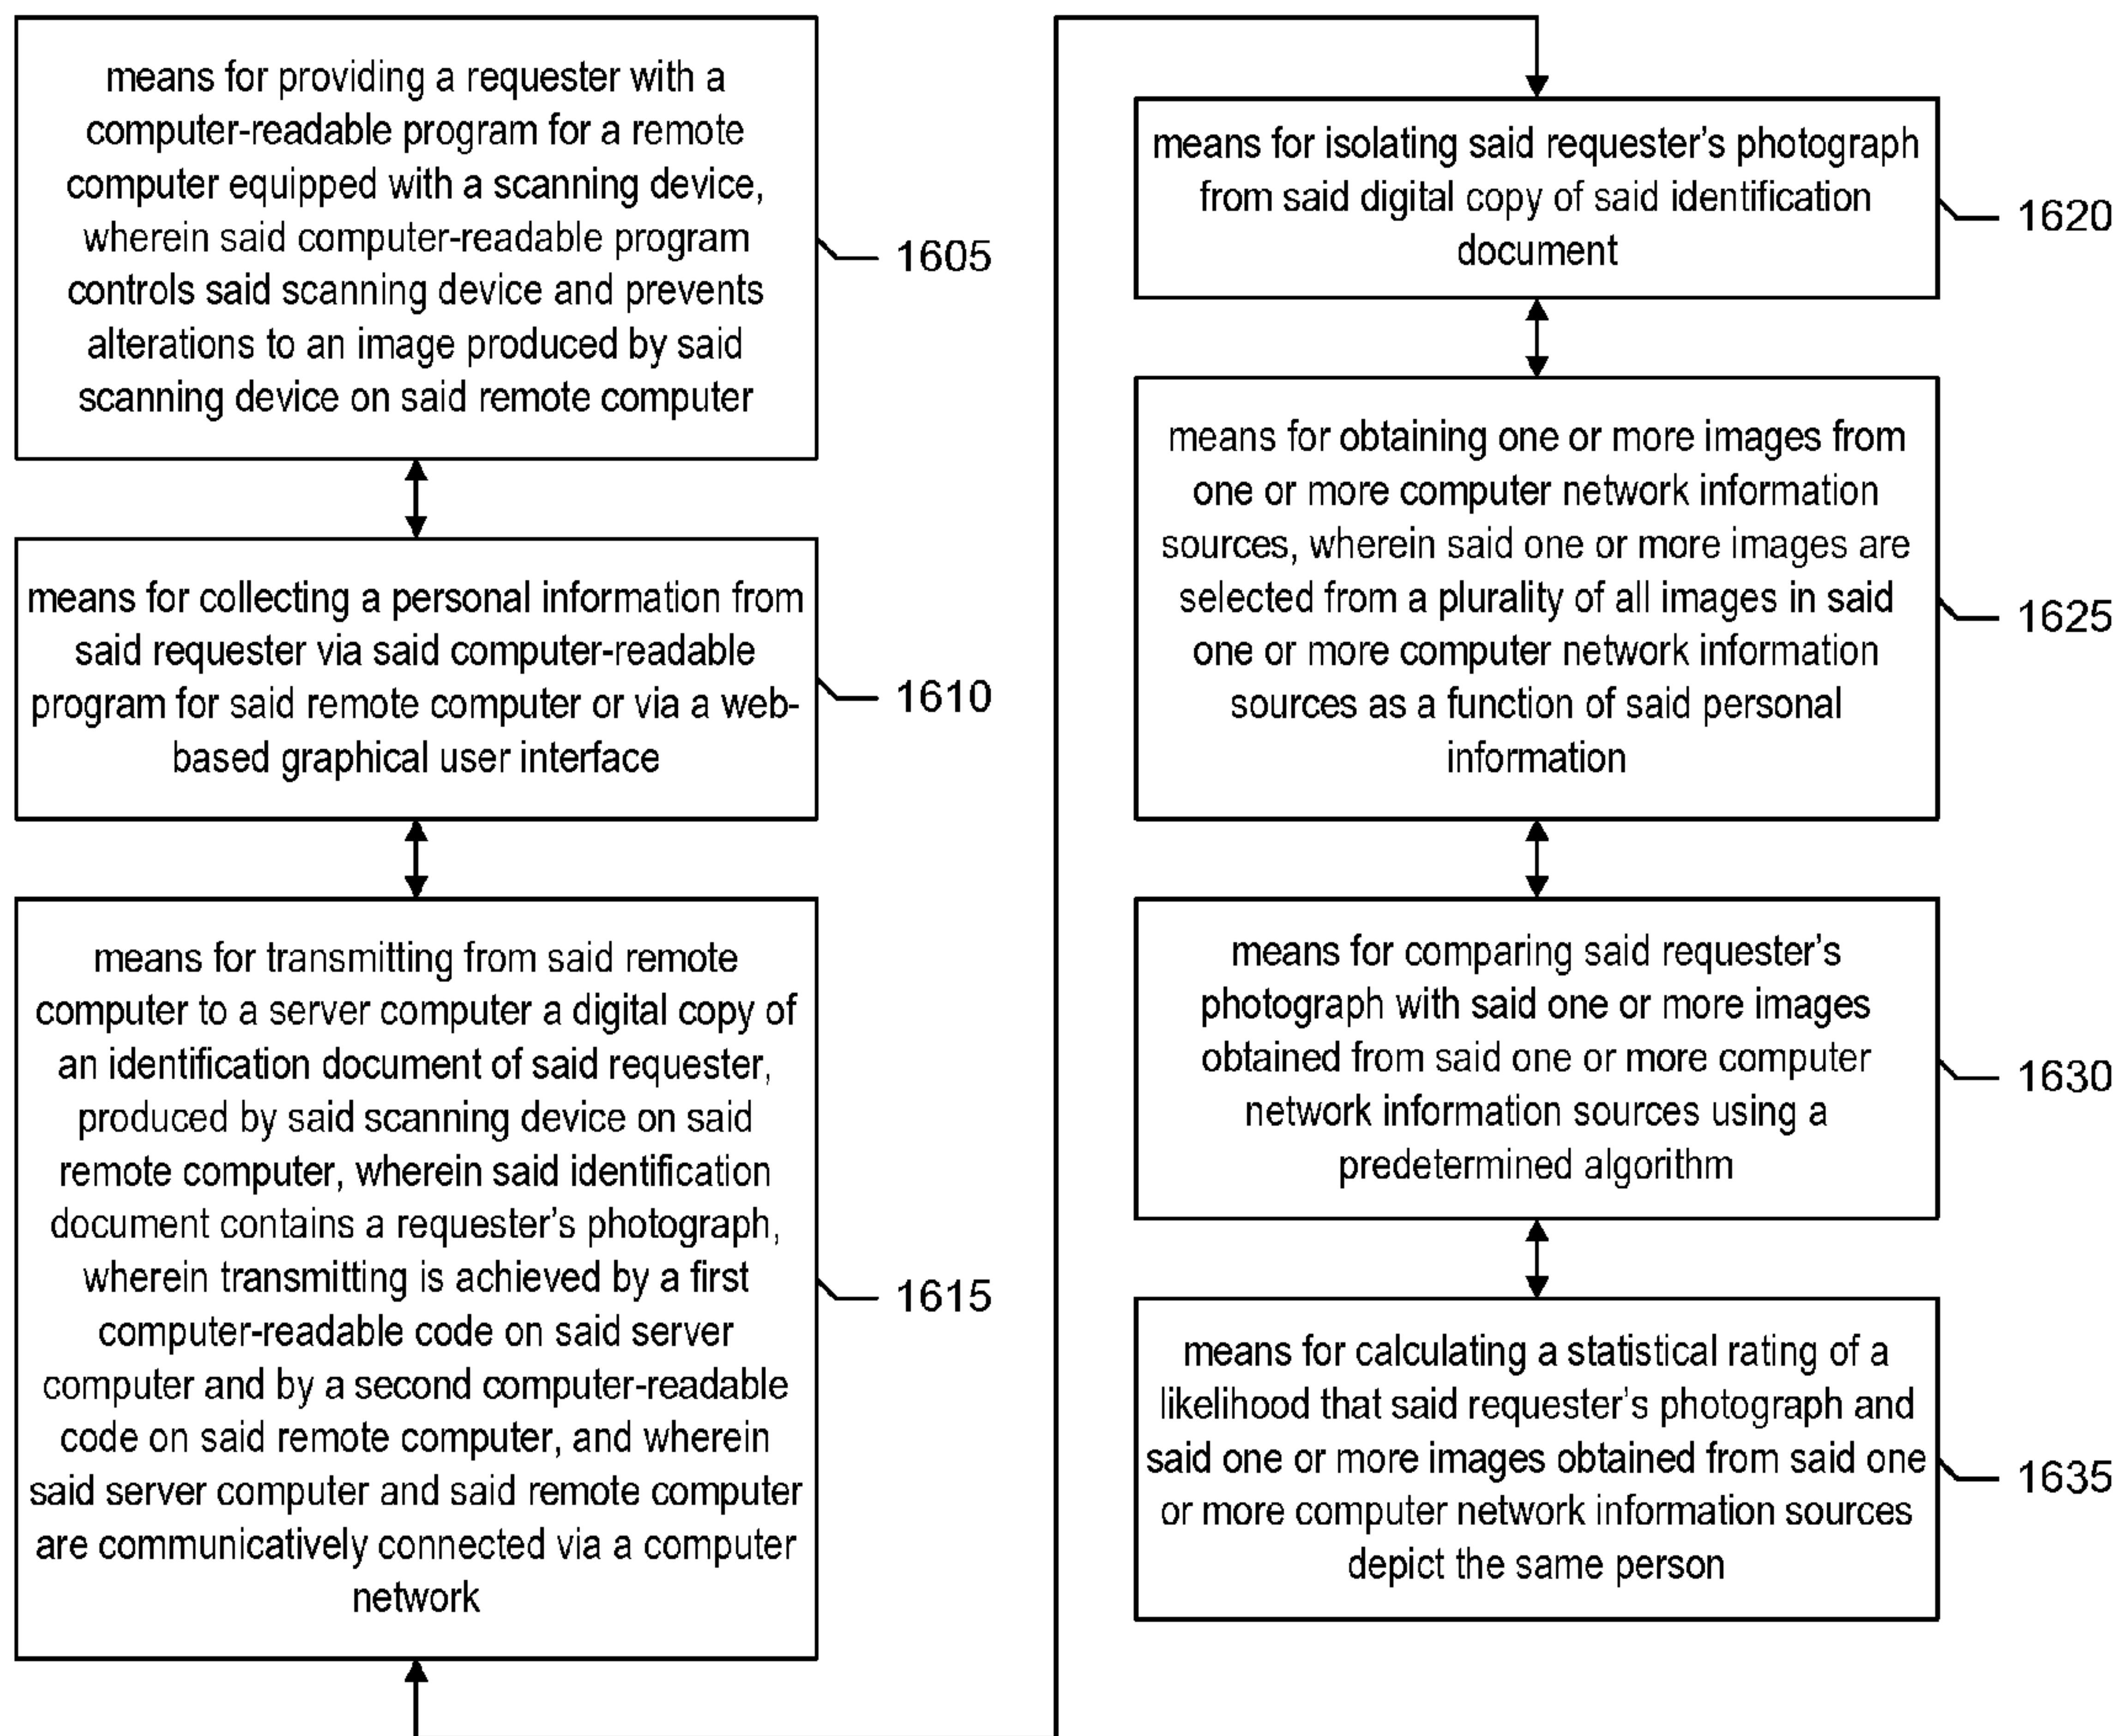 means for providing a requester with a
computer-readable program for a remote
computer equipped with a scanning device,
wherein said computer-readable program
controls said scanning device and prevents
alterations to an image produced by said
scanning device on said remote computer
1605
means for collecting a personal information from
said requester via said computer-readable
program for said remote computer or via a web-
based graphical user interface
1610
means for transmitting from said remote
computer to a server computer a digital copy of
an identification document of said requester,
produced by said scanning device on said
remote computer, wherein said identification
document contains a requester's photograph,
wherein transmitting is achieved by a first
computer-readable code on said server
computer and by a second computer-readable
code on said remote computer, and wherein
said server computer and said remote computer
are communicatively connected via a computer
network
1615
means for isolating said requester's photograph
from said digital copy of said identification
document
1620
means for obtaining one or more images from
one or more computer network information
sources, wherein said one or more images are
selected from a plurality of all images in said
one or more computer network information
sources as a function of said personal
information
1625
means for comparing said requester's
photograph with said one or more images
obtained from said one or more computer
network information sources using a
predetermined algorithm
1630
means for calculating a statistical rating of a
likelihood that said requester's photograph and
said one or more images obtained from said one
or more computer network information sources
depict the same person
1635